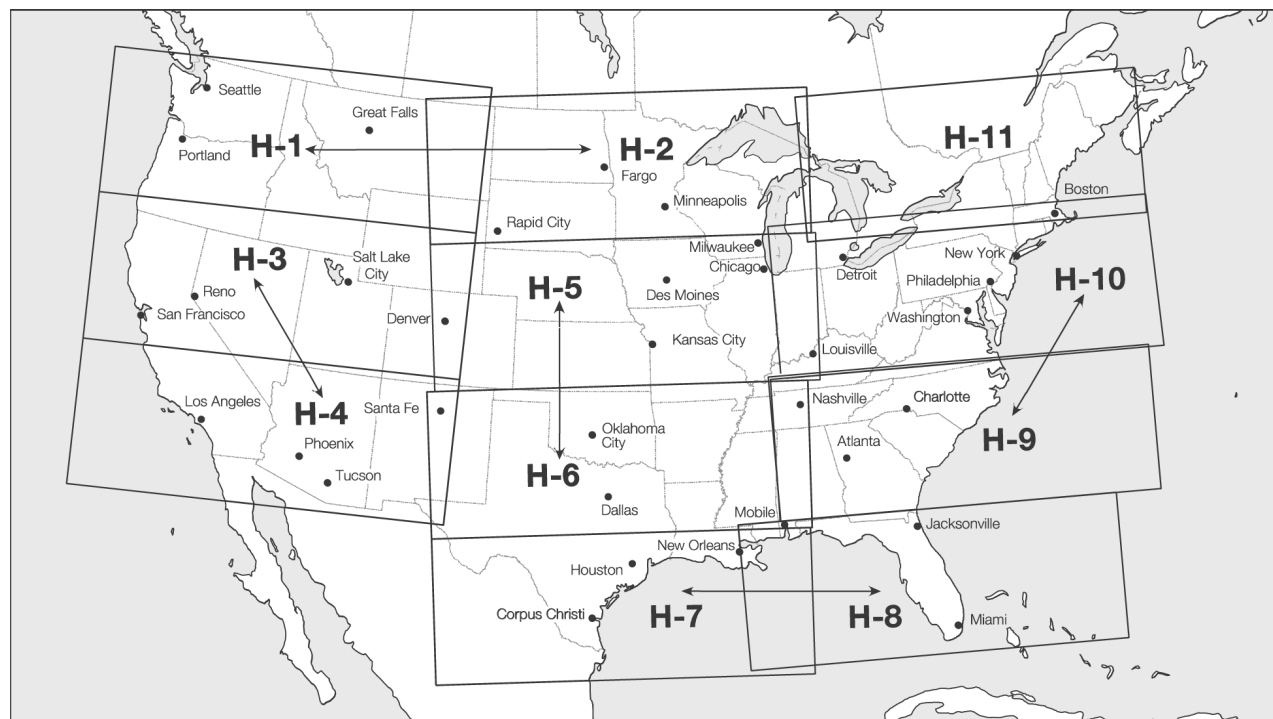 Seattle
Great Falls
Portland
H-1
H-2
Fargo
Minneapolis
Rapid City
H-11
Boston
H-3
Salt Lake
City
Reno
San Francisco
Denver
H-5
Milwaukee
Chicago
Des Moines
Kansas City
Detroit
New York
Philadelphia
Washington
H-10
Louisville
Los Angeles
H-4
Santa Fe
Phoenix
Tucson
Oklahoma
City
H-6
Dallas
Nashville
Charlotte
Atlanta
H-9
Mobile
Jacksonville
New Orleans
Houston
Corpus Christi
H-7
H-8
Miami